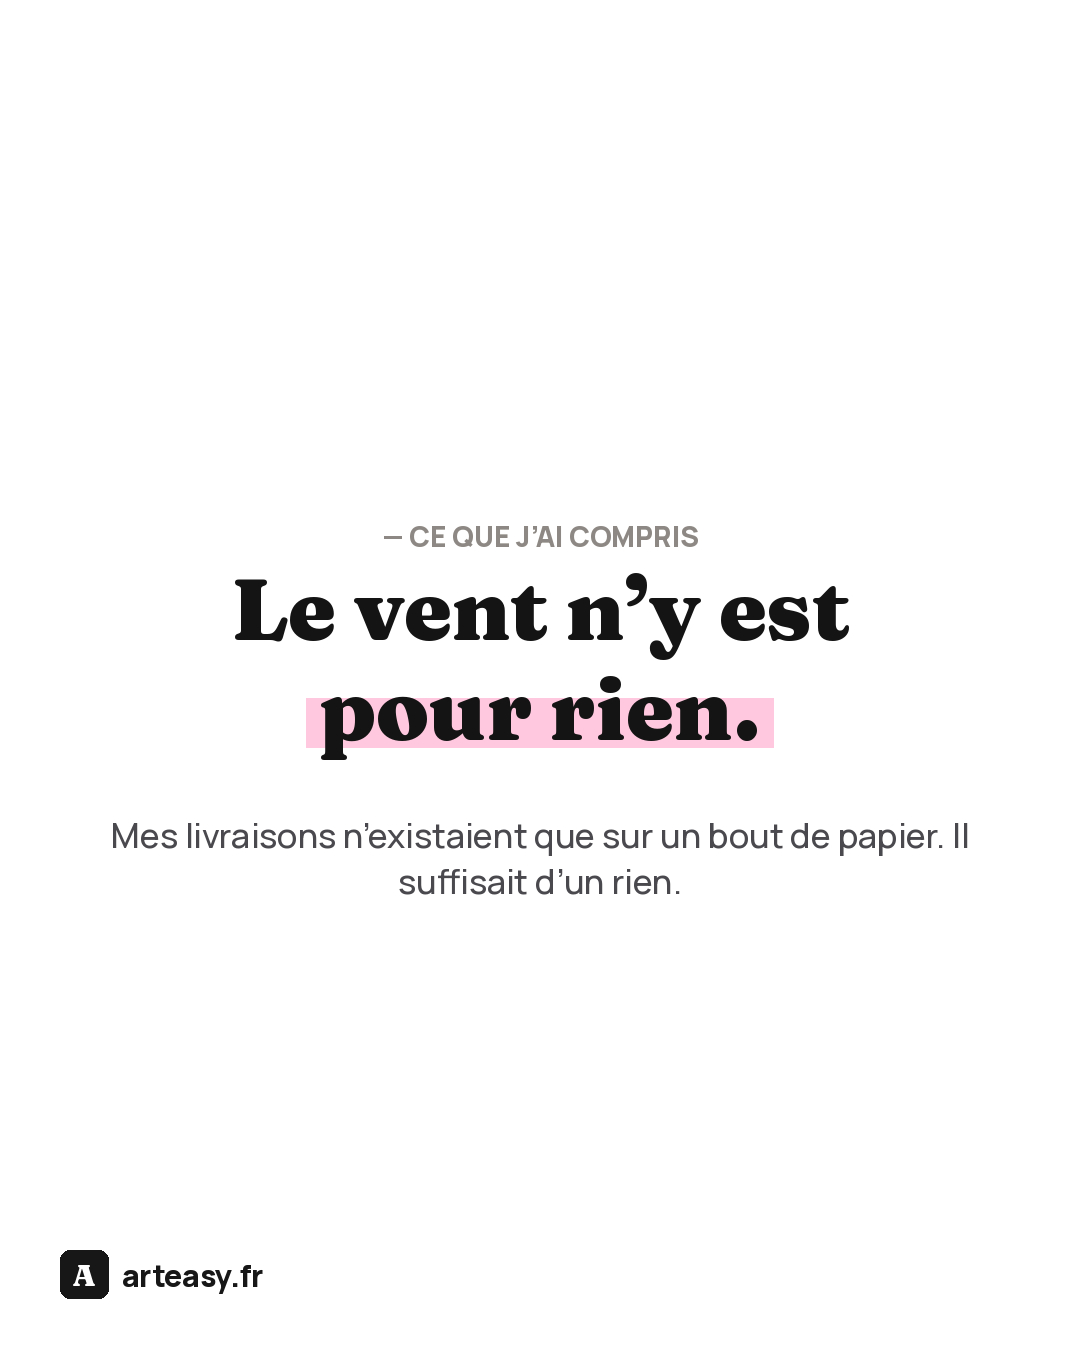 — CE QUE J’AI COMPRIS
Le vent n’y est
pour rien.
Mes livraisons n’existaient que sur un bout de papier. Il
suffisait d’un rien.
A arteasy.fr